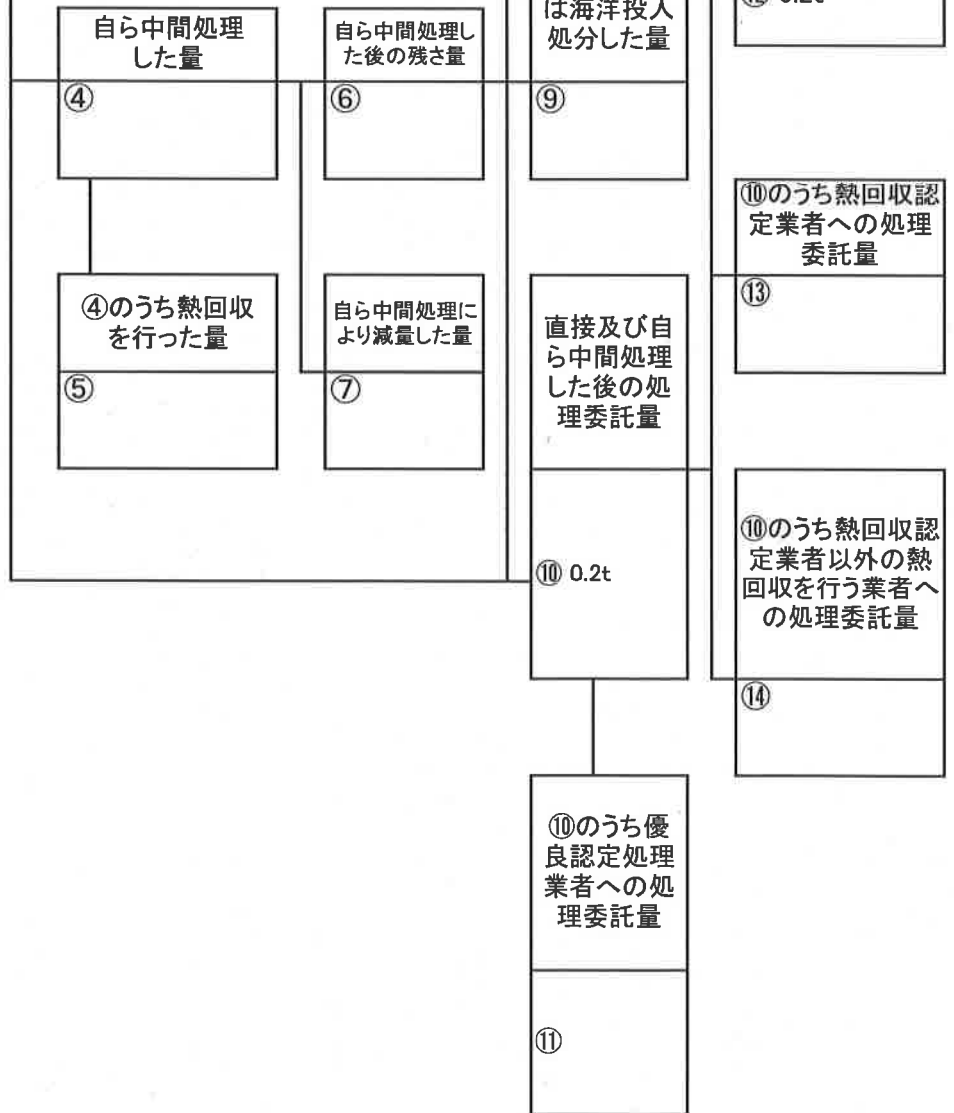 自ら中間処理
した量
④
自ら中間処理し
た後の残さ量
⑥
は海洋投入
処分した量
⑨
④のうち熱回収
を行った量
⑤
自ら中間処理に
より減量した量
⑦
直接及び自
ら中間処理
した後の処
理委託量
⑩ 0.2t
⑩のうち優
良認定処理
業者への処
理委託量
⑪
⑩のうち熱回収認
定業者への処理
委託量
⑬
⑩のうち熱回収認
定業者以外の熱
回収を行う業者へ
の処理委託量
⑭